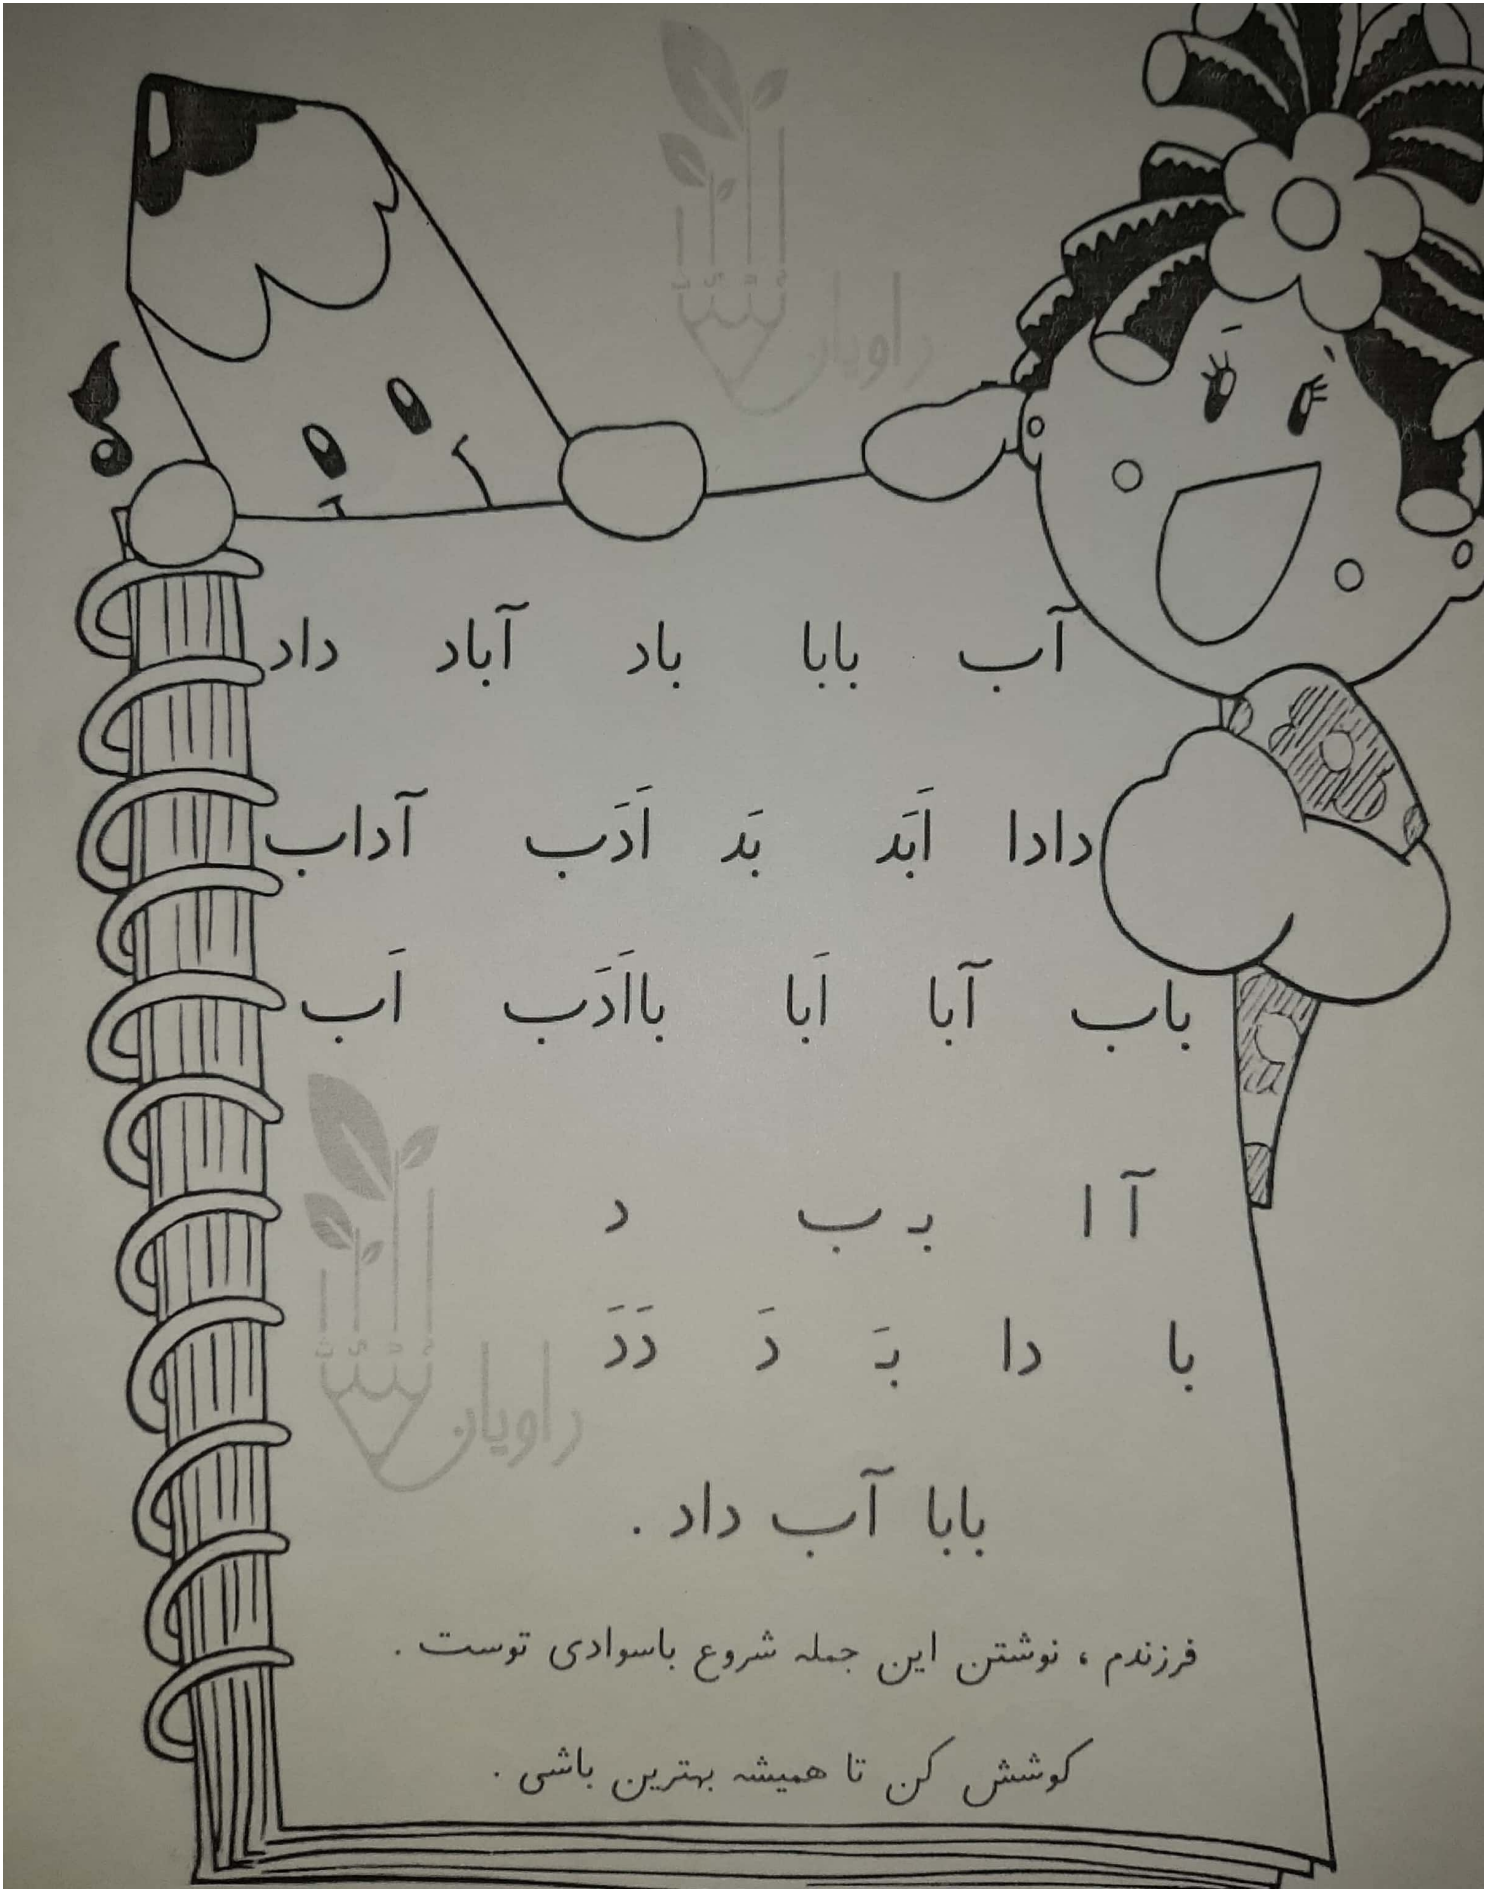 راویان
آب بابا باد آباد داد
دادا اَبَد بَد اَدَب آداب
باب آبا اَبا بااَدَب اَب
آ ا بـ ب د
با دا بـَ دَ دَدَ
راویان
بابا آب داد .
فرزندم ، نوشتن این جمله شروع باسوادی توست .
کوشش کن تا همیشه بهترین باشی .